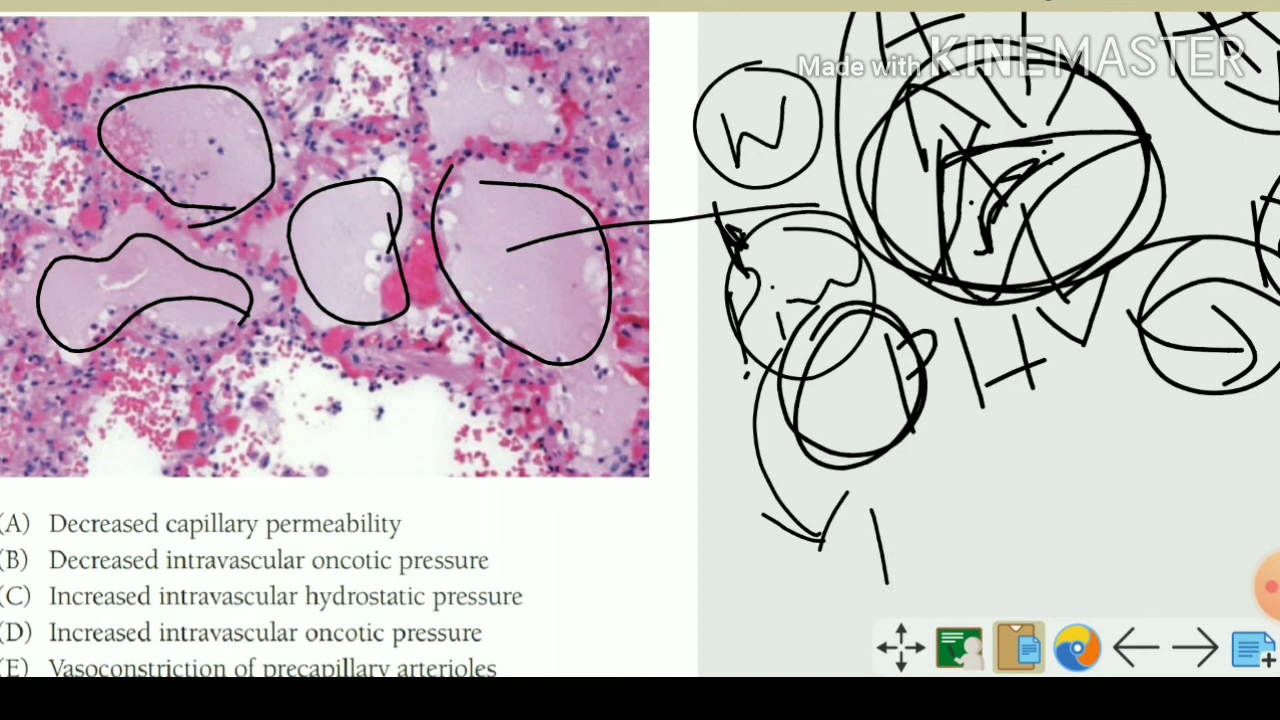 Made with KINEMASTER
(A) Decreased capillary permeability
(B) Decreased intravascular oncotic pressure
(C) Increased intravascular hydrostatic pressure
(D) Increased intravascular oncotic pressure
(E) Vasoconstriction of precapillary arterioles